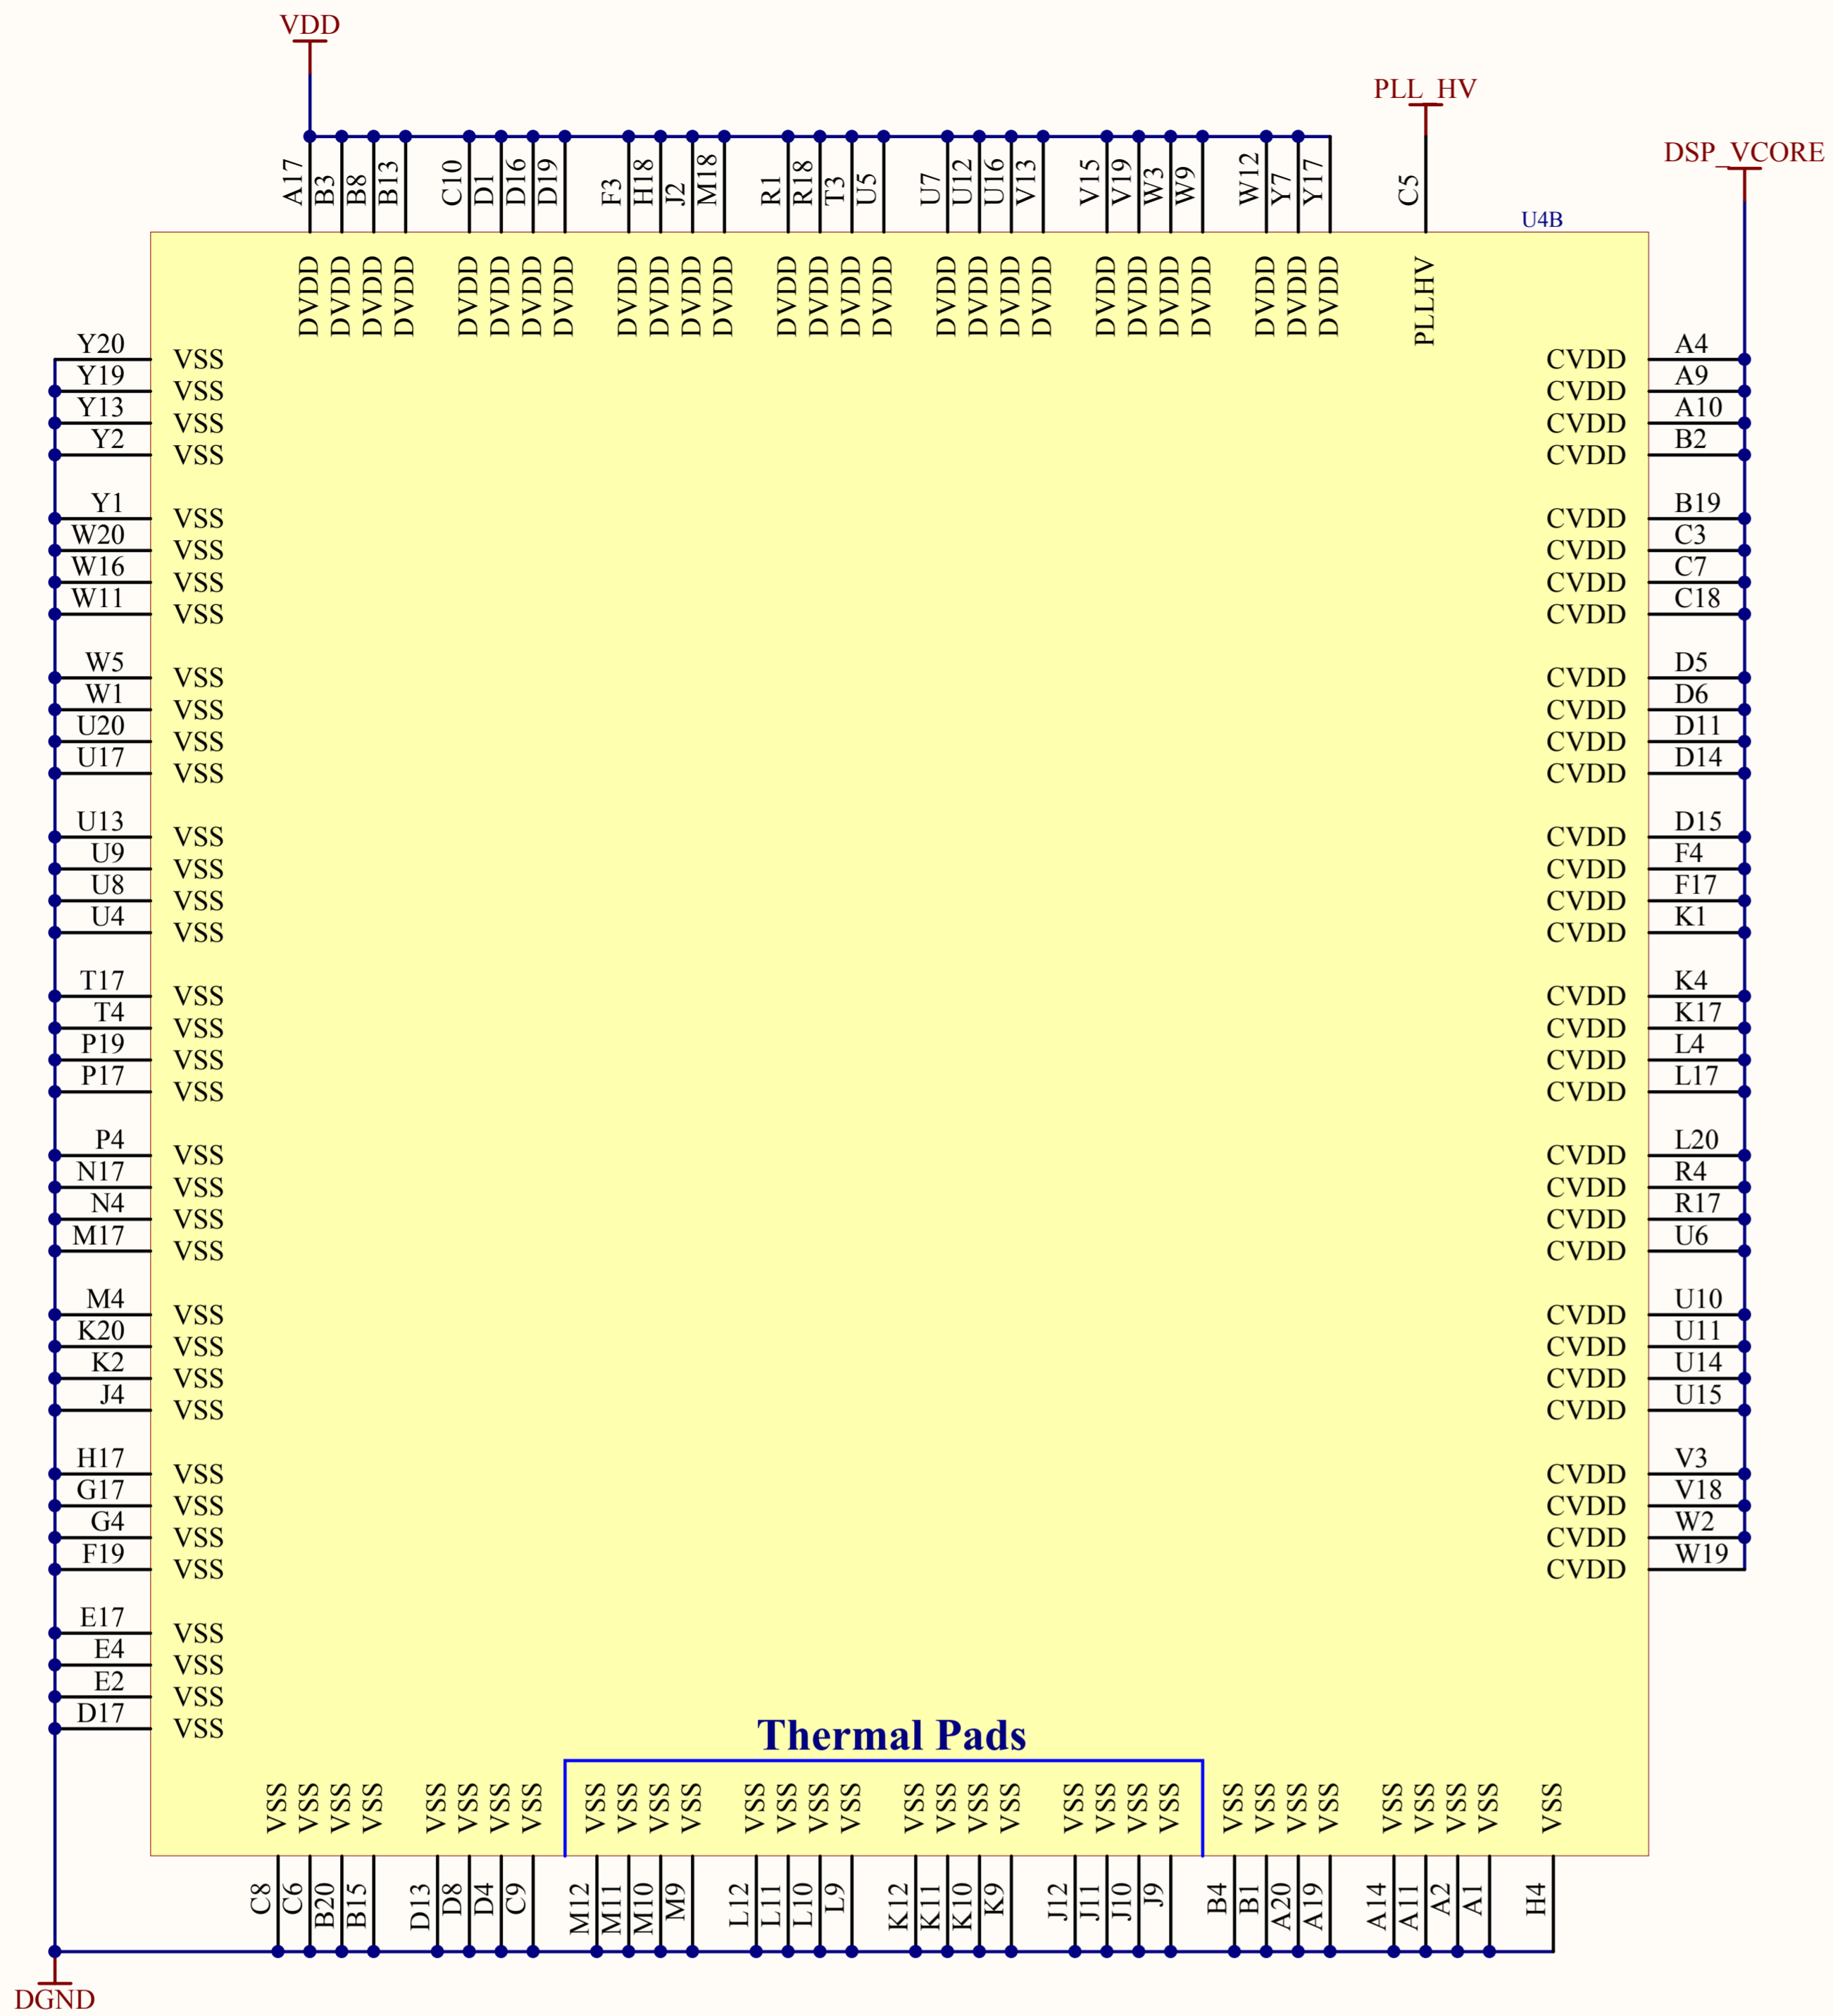 VDD
PLL_HV
DSP_VCORE
U4B
A17 B3 B8 B13 C10 D1 D16 D19 F3 H18 J2 M18 R1 R18 T3 U5 U7 U12 U16 V13 V15 V19 W3 W9 W12 Y7 Y17 C5
DVDD DVDD DVDD DVDD DVDD DVDD DVDD DVDD DVDD DVDD DVDD DVDD DVDD DVDD DVDD DVDD DVDD DVDD DVDD DVDD DVDD DVDD DVDD DVDD DVDD DVDD DVDD PLLHV
Y20 VSS CVDD A4
Y19 VSS CVDD A9
Y13 VSS CVDD A10
Y2 VSS CVDD B2
Y1 VSS CVDD B19
W20 VSS CVDD C3
W16 VSS CVDD C7
W11 VSS CVDD C18
W5 VSS CVDD D5
W1 VSS CVDD D6
U20 VSS CVDD D11
U17 VSS CVDD D14
U13 VSS CVDD D15
U9 VSS CVDD F4
U8 VSS CVDD F17
U4 VSS CVDD K1
T17 VSS CVDD K4
T4 VSS CVDD K17
P19 VSS CVDD L4
P17 VSS CVDD L17
P4 VSS CVDD L20
N17 VSS CVDD R4
N4 VSS CVDD R17
M17 VSS CVDD U6
M4 VSS CVDD U10
K20 VSS CVDD U11
K2 VSS CVDD U14
J4 VSS CVDD U15
H17 VSS CVDD V3
G17 VSS CVDD V18
G4 VSS CVDD W2
F19 VSS CVDD W19
E17 VSS
E4 VSS
E2 VSS
D17 VSS
Thermal Pads
VSS VSS VSS VSS VSS VSS VSS VSS VSS VSS VSS VSS VSS VSS VSS VSS VSS VSS VSS VSS VSS VSS VSS VSS VSS VSS VSS VSS VSS VSS VSS VSS VSS
C8 C6 B20 B15 D13 D8 D4 C9 M12 M11 M10 M9 L12 L11 L10 L9 K12 K11 K10 K9 J12 J11 J10 J9 B4 B1 A20 A19 A14 A11 A2 A1 H4
DGND